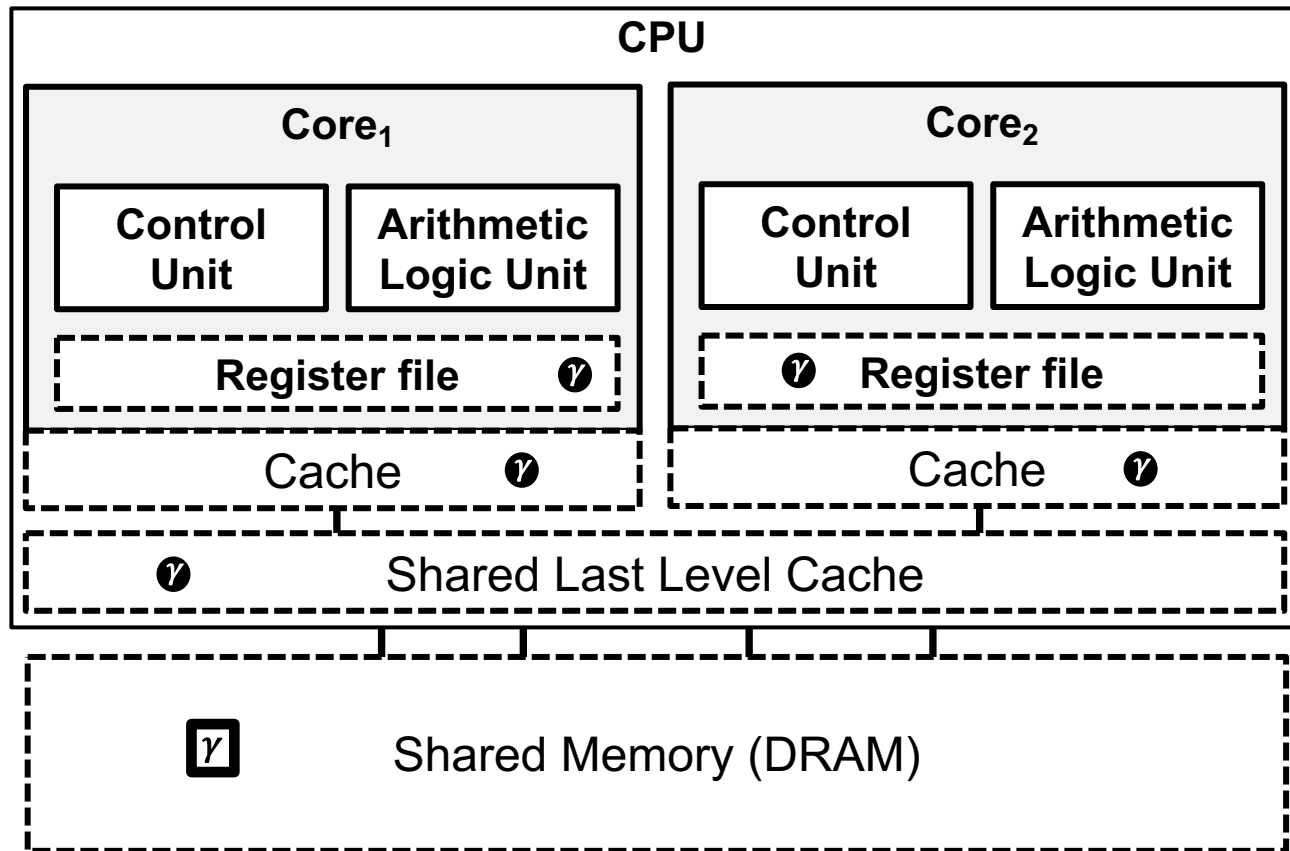 CPU
Core₁
Core₂
Control
Unit
Arithmetic
Logic Unit
Control
Unit
Arithmetic
Logic Unit
Register file γ
γ Register file
Cache γ
Cache γ
γ Shared Last Level Cache
γ Shared Memory (DRAM)